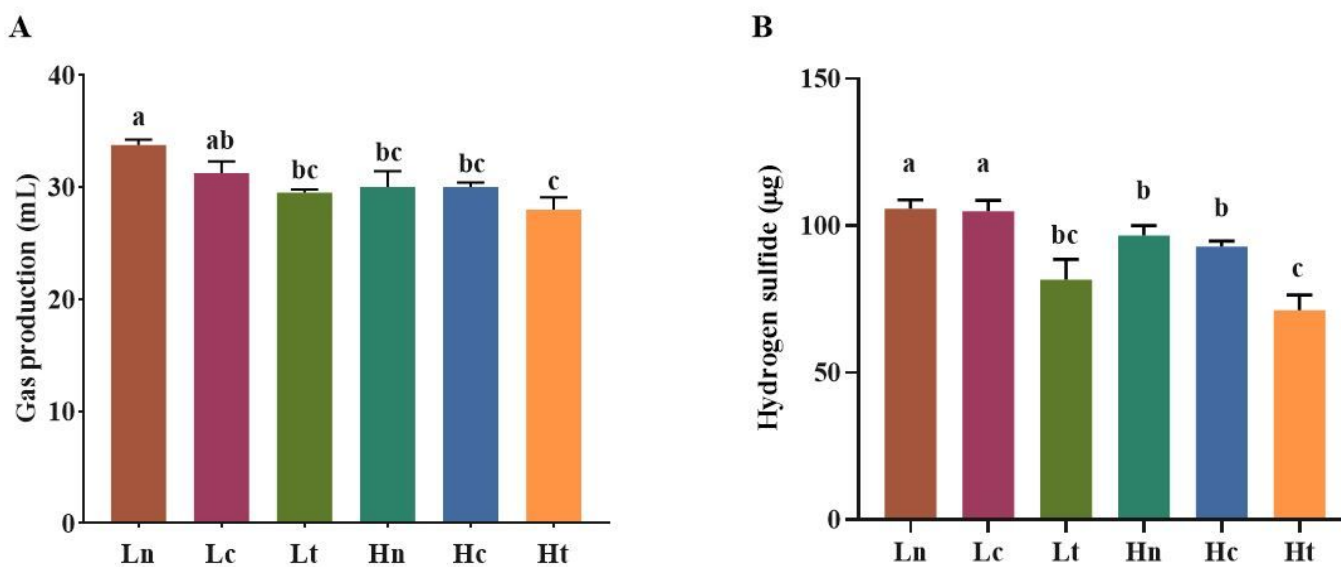 A
Gas production (mL)
40
30
20
10
0
a
ab
bc
bc
bc
c
Ln Lc Lt Hn Hc Ht
B
Hydrogen sulfide (μg)
150
100
50
0
a
a
bc
b
b
c
Ln Lc Lt Hn Hc Ht